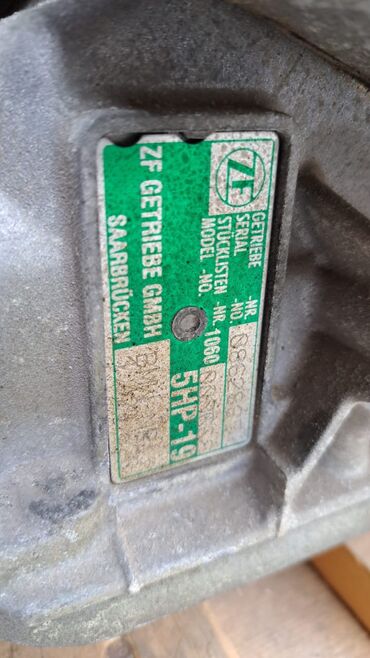 ZF
GETRIEBE -NR.
SERIAL -NO.
STÜCKLISTEN -NR. 1060
MODEL -NO.
5HP-19
ZF GETRIEBE GMBH
SAARBRÜCKEN